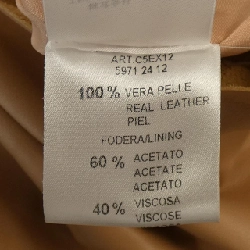 ART.C5EX12
5971 24 12
100 % VERA PELLE
REAL LEATHER
PIEL
FODERA/LINING
60 % ACETATO
ACETATE
ACETATO
40% VISCOSA
VISCOSE
VISCOSA